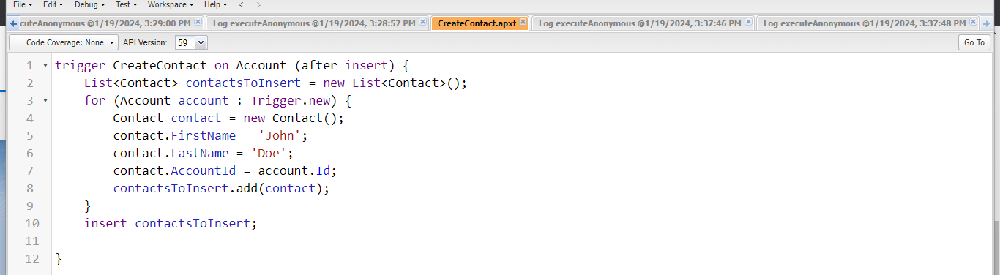 File Edit Debug Test Workspace Help < >
cuteAnonymous @1/19/2024, 3:29:00 PM Log executeAnonymous @1/19/2024, 3:28:57 PM CreateContact.apxt Log executeAnonymous @1/19/2024, 3:37:46 PM Log executeAnonymous @1/19/2024, 3:37:48 PM
Code Coverage: None API Version: 59 Go To
1 trigger CreateContact on Account (after insert) {
2 List<Contact> contactsToInsert = new List<Contact>();
3 for (Account account : Trigger.new) {
4 Contact contact = new Contact();
5 contact.FirstName = 'John';
6 contact.LastName = 'Doe';
7 contact.AccountId = account.Id;
8 contactsToInsert.add(contact);
9 }
10 insert contactsToInsert;
11
12 }